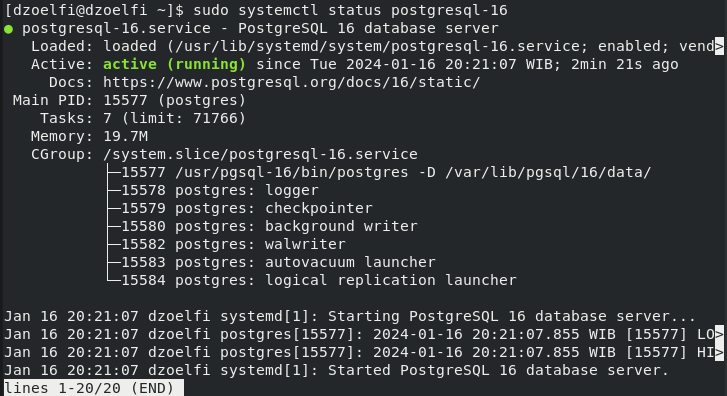 [dzoelfi@dzoelfi ~]$ sudo systemctl status postgresql-16
● postgresql-16.service - PostgreSQL 16 database server
   Loaded: loaded (/usr/lib/systemd/system/postgresql-16.service; enabled; vend>
   Active: active (running) since Tue 2024-01-16 20:21:07 WIB; 2min 21s ago
     Docs: https://www.postgresql.org/docs/16/static/
 Main PID: 15577 (postgres)
    Tasks: 7 (limit: 71766)
   Memory: 19.7M
   CGroup: /system.slice/postgresql-16.service
           ├─15577 /usr/pgsql-16/bin/postgres -D /var/lib/pgsql/16/data/
           ├─15578 postgres: logger
           ├─15579 postgres: checkpointer
           ├─15580 postgres: background writer
           ├─15582 postgres: walwriter
           ├─15583 postgres: autovacuum launcher
           └─15584 postgres: logical replication launcher

Jan 16 20:21:07 dzoelfi systemd[1]: Starting PostgreSQL 16 database server...
Jan 16 20:21:07 dzoelfi postgres[15577]: 2024-01-16 20:21:07.855 WIB [15577] LO>
Jan 16 20:21:07 dzoelfi postgres[15577]: 2024-01-16 20:21:07.855 WIB [15577] HI>
Jan 16 20:21:07 dzoelfi systemd[1]: Started PostgreSQL 16 database server.
lines 1-20/20 (END)